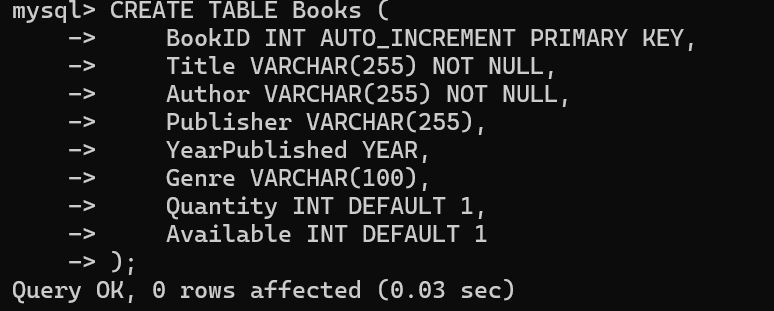 mysql> CREATE TABLE Books (
    ->     BookID INT AUTO_INCREMENT PRIMARY KEY,
    ->     Title VARCHAR(255) NOT NULL,
    ->     Author VARCHAR(255) NOT NULL,
    ->     Publisher VARCHAR(255),
    ->     YearPublished YEAR,
    ->     Genre VARCHAR(100),
    ->     Quantity INT DEFAULT 1,
    ->     Available INT DEFAULT 1
    -> );
Query OK, 0 rows affected (0.03 sec)